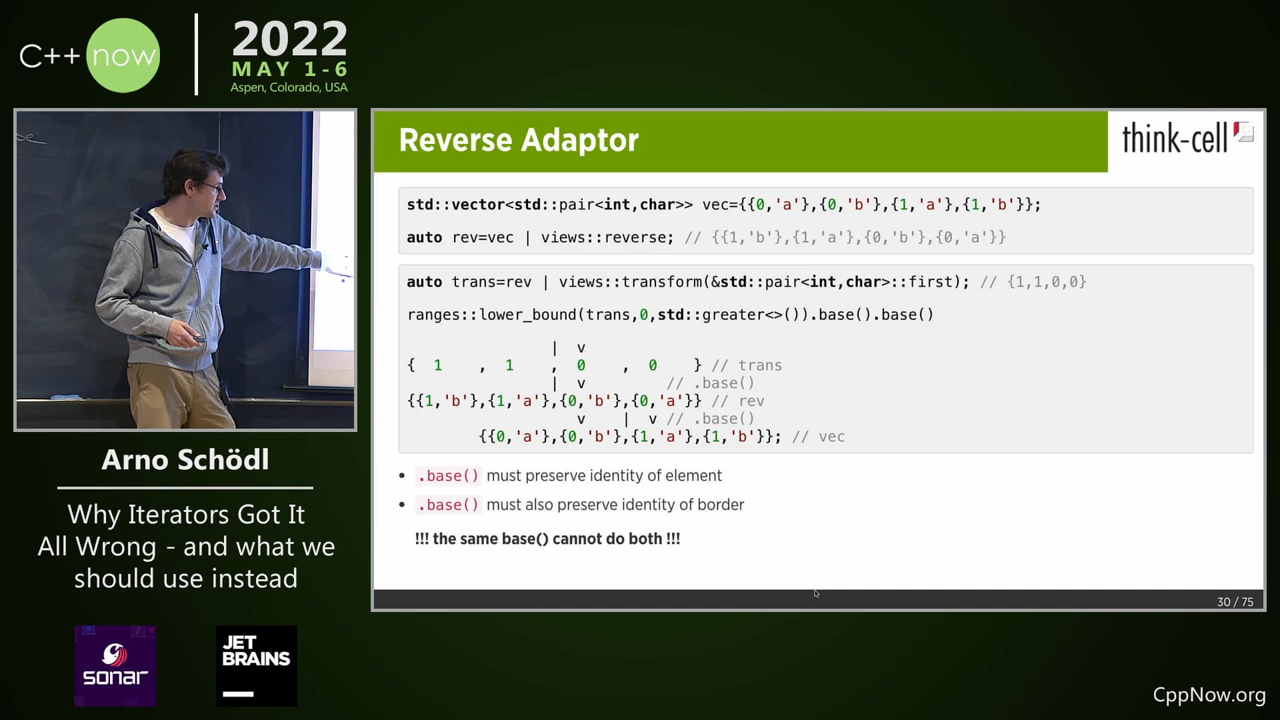 C++ now
2022
MAY 1-6
Aspen, Colorado, USA
Reverse Adaptor
think-cell
std::vector<std::pair<int,char>> vec={{0,'a'},{0,'b'},{1,'a'},{1,'b'}};
auto rev=vec | views::reverse; // {{1,'b'},{1,'a'},{0,'b'},{0,'a'}}
auto trans=rev | views::transform(&std::pair<int,char>::first); // {1,1,0,0}
ranges::lower_bound(trans,0,std::greater<>()).base().base()
| v
{ 1 , 1 , 0 , 0 } // trans
| v // .base()
{{1,'b'},{1,'a'},{0,'b'},{0,'a'}} // rev
v | v // .base()
{{0,'a'},{0,'b'},{1,'a'},{1,'b'}}; // vec
• .base() must preserve identity of element
• .base() must also preserve identity of border
!!! the same base() cannot do both !!!
30 / 75
Arno Schödl
Why Iterators Got It
All Wrong - and what we
should use instead
sonar
JET
BRAINS
CppNow.org